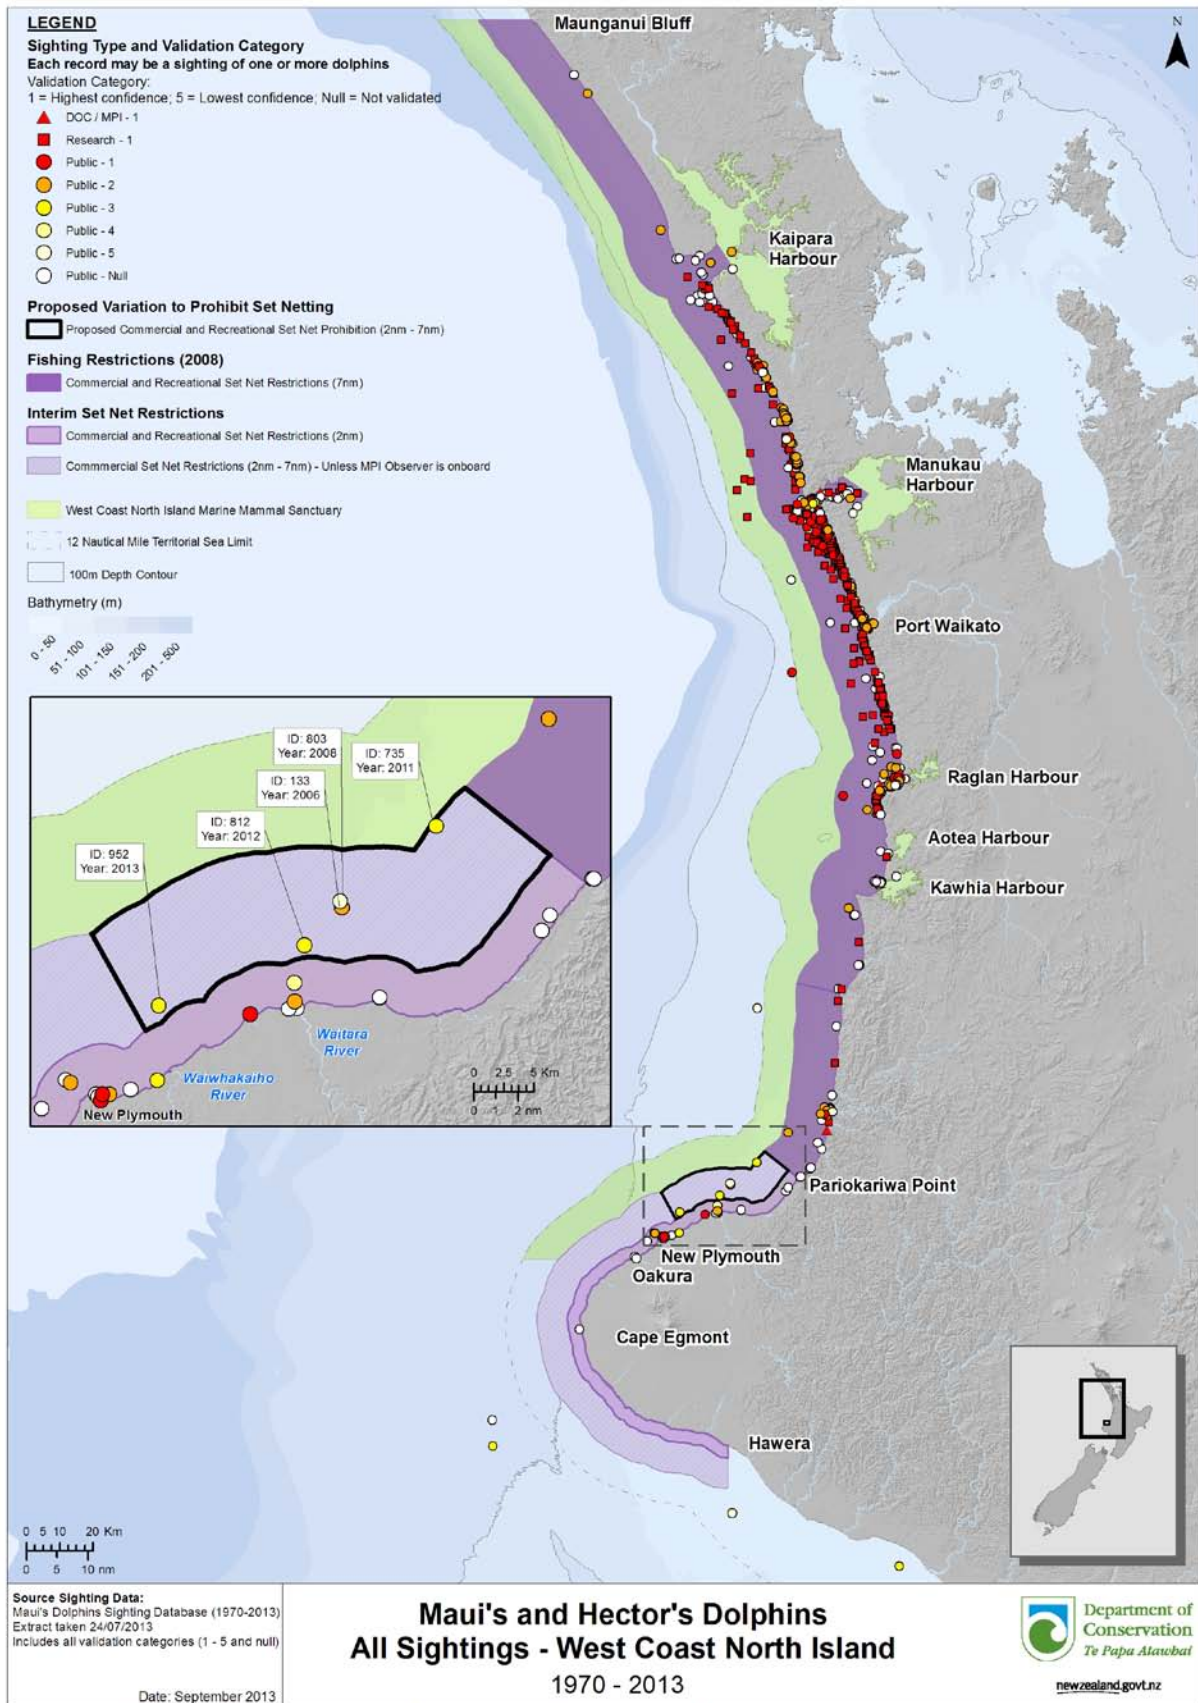 LEGEND
Sighting Type and Validation Category
Each record may be a sighting of one or more dolphins
Validation Category:
1 = Highest confidence; 5 = Lowest confidence; Null = Not validated
DOC / MPI - 1
Research - 1
Public - 1
Public - 2
Public - 3
Public - 4
Public - 5
Public - Null
Proposed Variation to Prohibit Set Netting
Proposed Commercial and Recreational Set Net Prohibition (2nm - 7nm)
Fishing Restrictions (2008)
Commercial and Recreational Set Net Restrictions (7nm)
Interim Set Net Restrictions
Commercial and Recreational Set Net Restrictions (2nm)
Commmercial Set Net Restrictions (2nm - 7nm) - Unless MPI Observer is onboard
West Coast North Island Marine Mammal Sanctuary
12 Nautical Mile Territorial Sea Limit
100m Depth Contour
Bathymetry (m)
0 - 50
51 - 100
101 - 150
151 - 200
201 - 500
Maunganui Bluff
N
Kaipara
Harbour
Manukau
Harbour
Port Waikato
Raglan Harbour
Aotea Harbour
Kawhia Harbour
Pariokariwa Point
New Plymouth
Oakura
Cape Egmont
Hawera
ID: 803
Year: 2008
ID: 735
Year: 2011
ID: 133
Year: 2006
ID: 812
Year: 2012
ID: 952
Year: 2013
Waitara
River
Waiwhakaiho
River
New Plymouth
0 2.5 5 Km
0 1 2 nm
0 5 10 20 Km
0 5 10 nm
Source Sighting Data:
Maui's Dolphins Sighting Database (1970-2013)
Extract taken 24/07/2013
Includes all validation categories (1 - 5 and null)
Date: September 2013
Maui's and Hector's Dolphins
All Sightings - West Coast North Island
1970 - 2013
Department of
Conservation
Te Papa Atawhai
newzealand.govt.nz